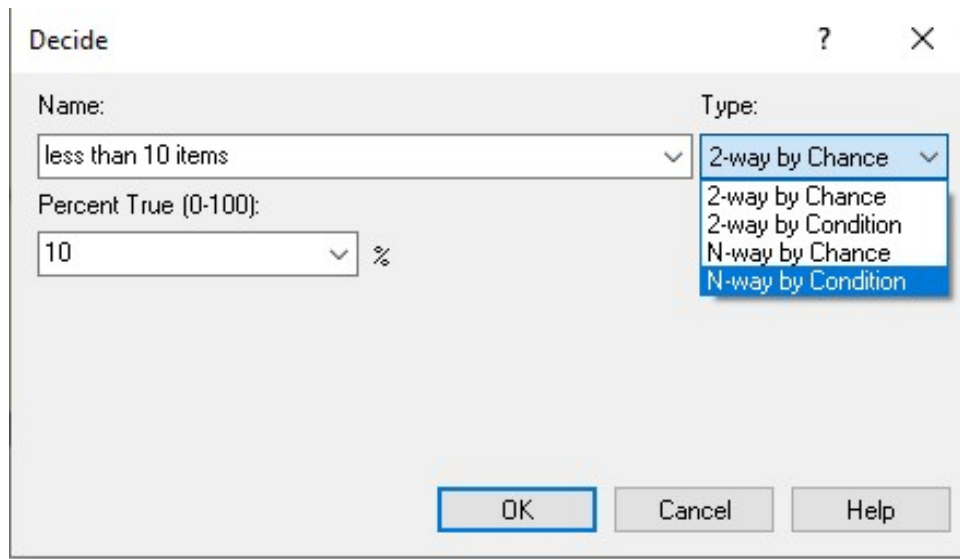 Decide ? ×
Name: Type:
less than 10 items 2-way by Chance
Percent True (0-100): 2-way by Chance
2-way by Condition
10 % N-way by Chance
N-way by Condition
OK Cancel Help